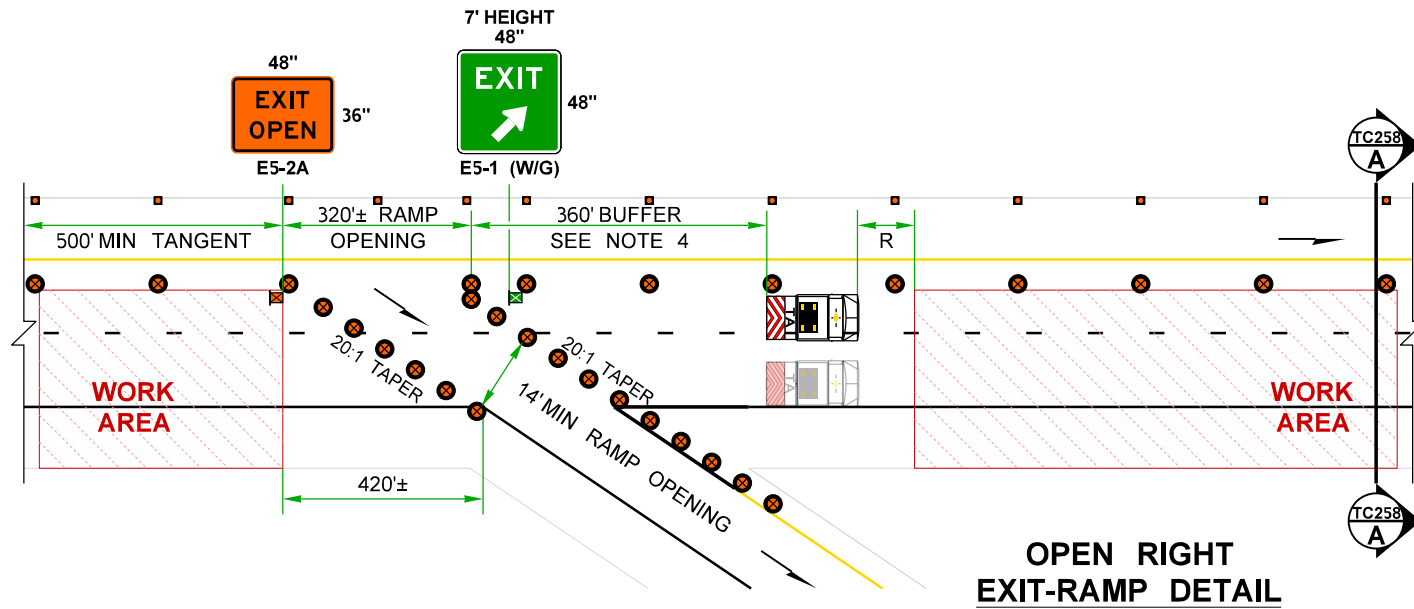 7' HEIGHT
48"
48"
EXIT
OPEN
36"
E5-2A
EXIT
48"
E5-1 (W/G)
TC258
A
500' MIN TANGENT
320'± RAMP
OPENING
360' BUFFER
SEE NOTE 4
R
20:1 TAPER
20:1 TAPER
WORK
AREA
14' MIN RAMP OPENING
WORK
AREA
420'±
TC258
A
OPEN RIGHT
EXIT-RAMP DETAIL